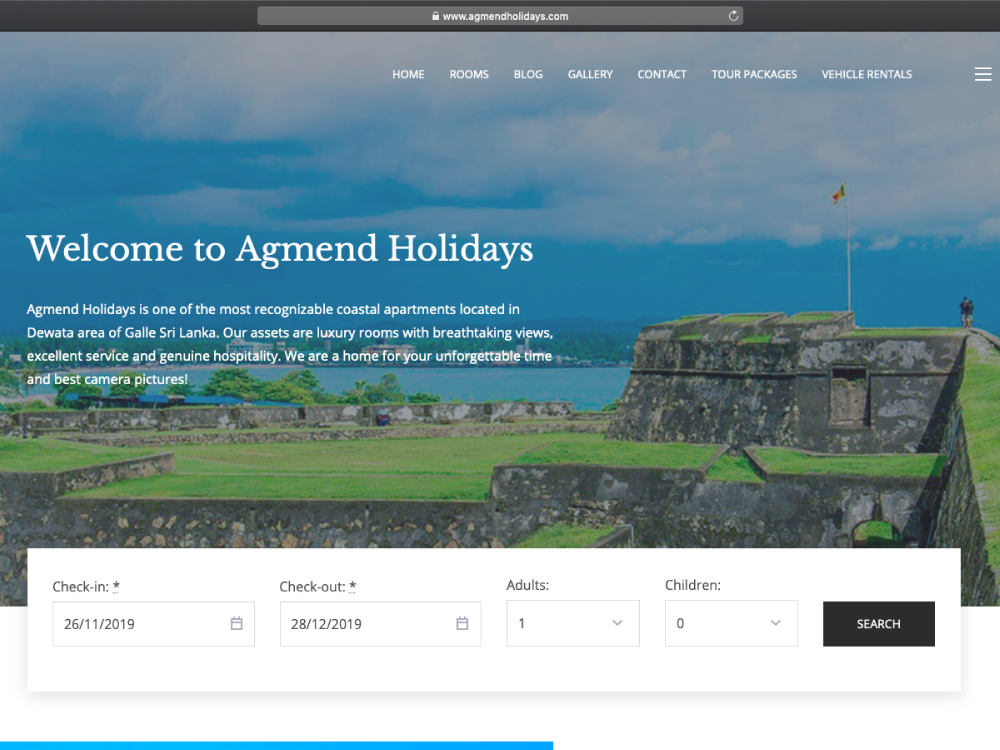 www.agmendholidays.com
HOME ROOMS BLOG GALLERY CONTACT TOUR PACKAGES VEHICLE RENTALS
Welcome to Agmend Holidays
Agmend Holidays is one of the most recognizable coastal apartments located in
Dewata area of Galle Sri Lanka. Our assets are luxury rooms with breathtaking views,
excellent service and genuine hospitality. We are a home for your unforgettable time
and best camera pictures!
Check-in: * Check-out: * Adults: Children:
26/11/2019 28/12/2019 1 0 SEARCH